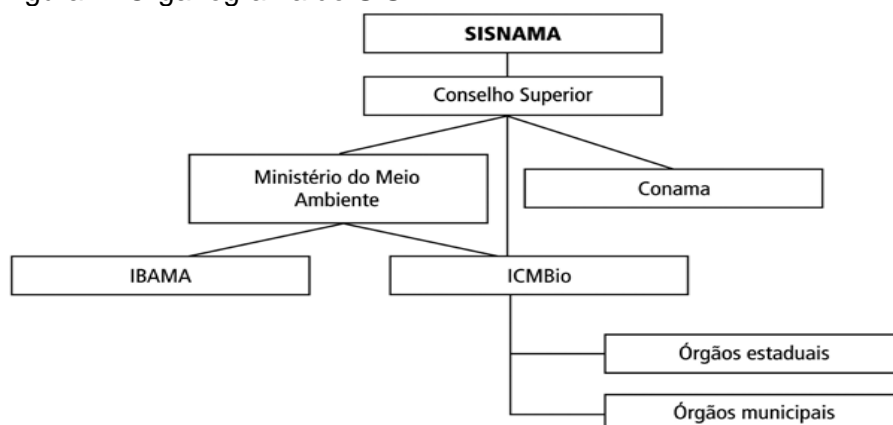 SISNAMA
Conselho Superior
Ministério do Meio
Ambiente
Conama
IBAMA
ICMBio
Órgãos estaduais
Órgãos municipais